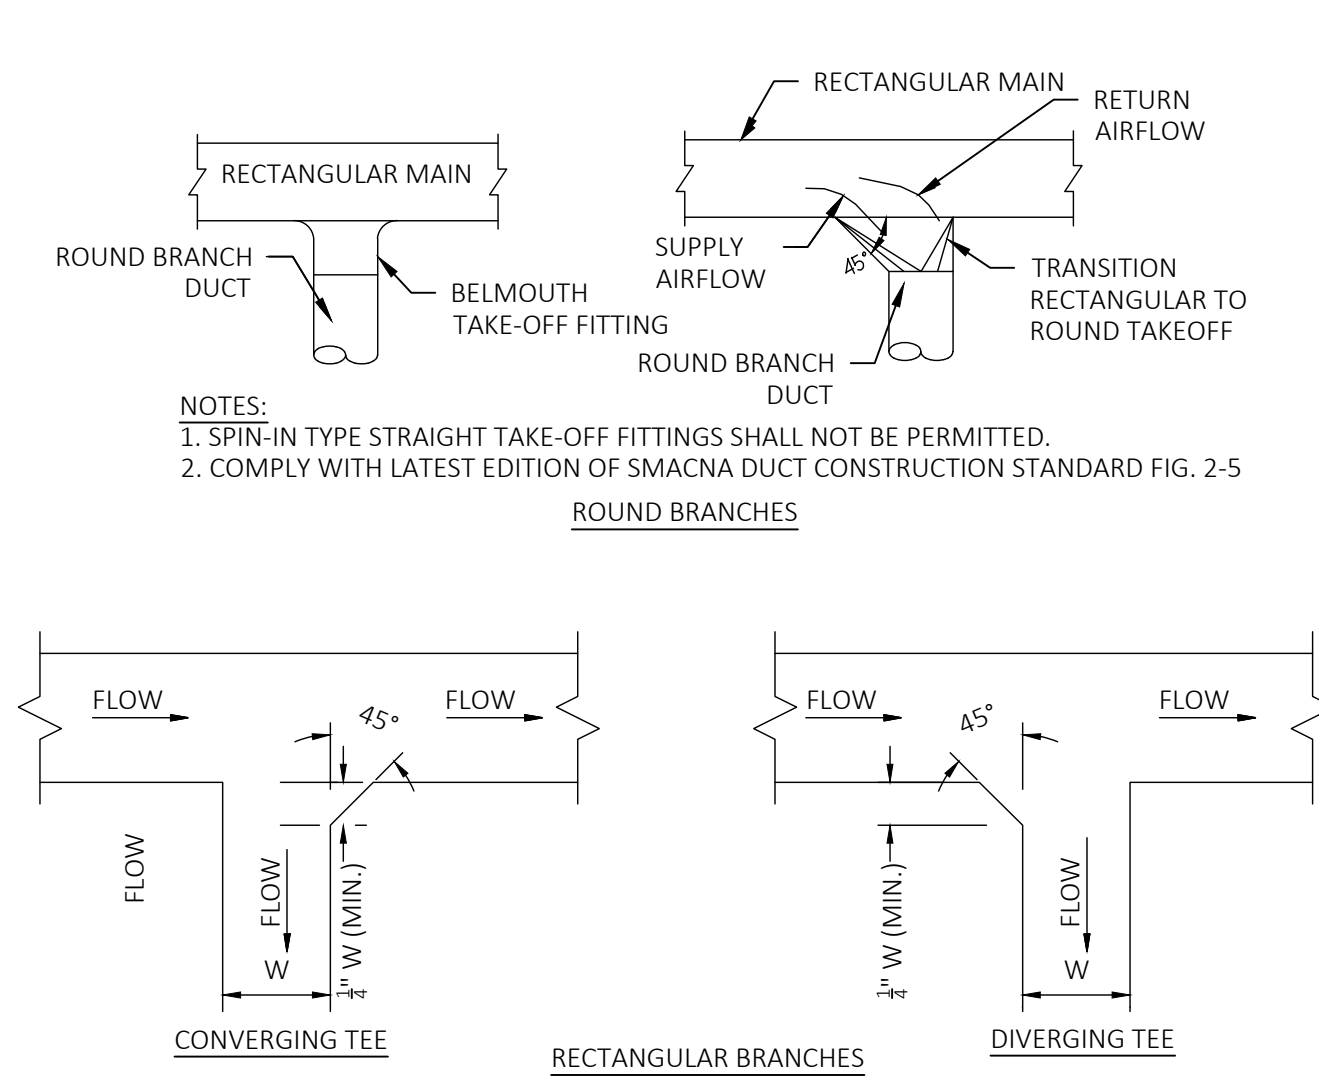 RECTANGULAR MAIN
ROUND BRANCH
DUCT
BELMOUTH
TAKE-OFF FITTING
RECTANGULAR MAIN
RETURN
AIRFLOW
SUPPLY
AIRFLOW
45°
TRANSITION
RECTANGULAR TO
ROUND TAKEOFF
ROUND BRANCH
DUCT
NOTES:
1. SPIN-IN TYPE STRAIGHT TAKE-OFF FITTINGS SHALL NOT BE PERMITTED.
2. COMPLY WITH LATEST EDITION OF SMACNA DUCT CONSTRUCTION STANDARD FIG. 2-5
ROUND BRANCHES
FLOW
45°
FLOW
FLOW
FLOW
W
1/4" W (MIN.)
CONVERGING TEE
FLOW
45°
FLOW
1/4" W (MIN.)
FLOW
W
DIVERGING TEE
RECTANGULAR BRANCHES